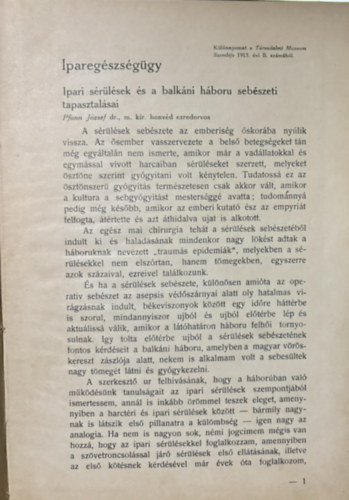 Különnyomat a Társadalmi Muzeum
Szemléje 1913. évi II. számából.
Iparegészségügy
Ipari sérülések és a balkáni háboru sebészeti
tapasztalásai
Pfann József dr., m. kir. honvéd ezredorvos
A sérülések sebészete az emberiség őskorába nyúlik
vissza. Az ősember vasszervezete a belső betegségeket tán
még egyáltalán nem ismerte, amikor már a vadállatokkal és
egymással vivott harcaiban sérüléseket szerzett, melyeket
ösztöne szerint gyógyitani volt kénytelen. Tudatossá ez az
ösztönszerü gyógyitás természetesen csak akkor vált, amikor
a kultura a sebgyógyitást mesterséggé avatta; tudománnyá
pedig még később, amikor az emberi kutató ész az empyriát
felfogta, átértette és azt áthidalva ujat is alkotott.
Az egész mai chirurgia tehát a sérülések sebészetéből
indult ki és haladásának mindenkor nagy lökést adtak a
háboruknak nevezett „traumás epidemiák", melyekben a sé-
rülésekkel nem elszórtan, hanem tömegekben, egyszerre
azok százaival, ezreivel találkozunk.
És ha a sérülések sebészete, különösen amióta az ope-
rativ sebészet az asepsis védőszárnyai alatt oly hatalmas vi-
rágzásnak indult, békeviszonyok között egy időre háttérbe
is szorul, mindannyiszor ujból és ujból előtérbe lép és
aktuálissá válik, amikor a látóhatáron háboru felhői tornyo-
sulnak. Igy tolta előtérbe ujból a sérülések sebészetének
fontos kérdéseit a balkáni háboru, amelyben a magyar vörös-
kereszt zászlója alatt, nekem is alkalmam volt a sebesültek
nagy tömegét látni és gyógykezelni.
A szerkesztő ur felhivásának, hogy a háboruban való
működésünk tanulságait az ipari sérülések szempontjából
ismertessem, annál is inkább örömmel teszek eleget, ameny-
nyiben a harctéri és ipari sérülések között — bármily nagy-
nak is látszik első pillanatra a külömbség — igen nagy az
analogia. Ha nem is nagyon sok, némi jogcimem mégis van
hozzá, hogy az ipari sérülésekkel foglalkozzam, amennyiben
a szövetroncsolással járó sérülések első ellátásának, illetve
az első kötésnek kérdésével már évek óta foglalkozom,
— 1